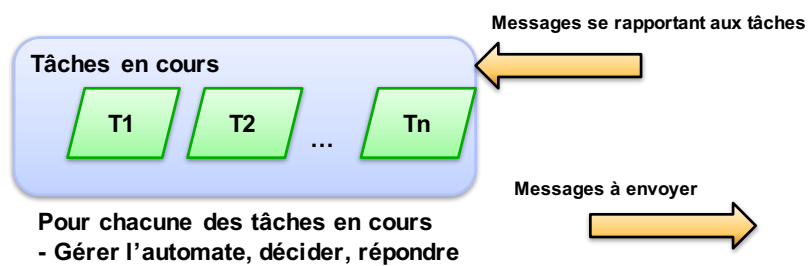 Messages se rapportant aux tâches
Tâches en cours
T1 T2 ... Tn
Messages à envoyer
Pour chacune des tâches en cours
- Gérer l’automate, décider, répondre